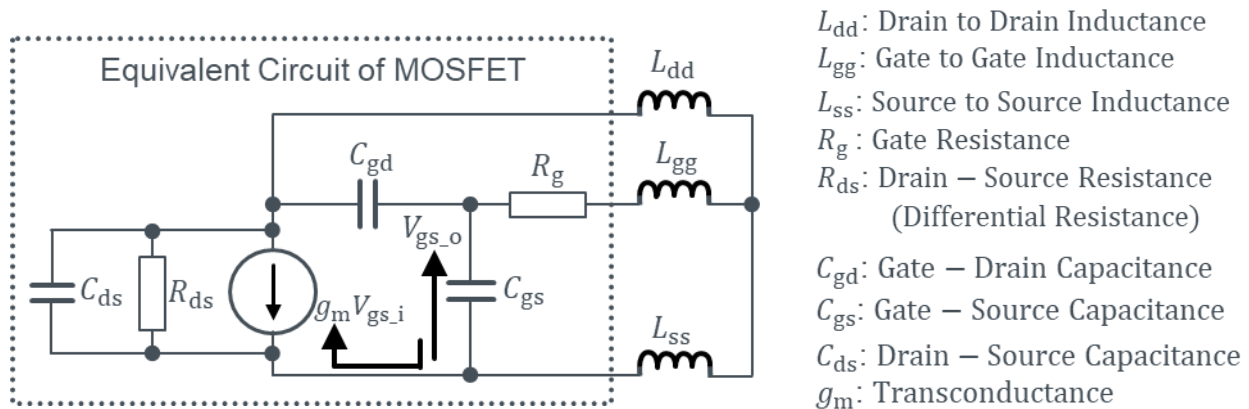 Equivalent Circuit of MOSFET
L_dd
C_gd
R_g
L_gg
V_gs_o
C_ds
R_ds
g_m V_gs_i
C_gs
L_ss
L_dd: Drain to Drain Inductance
L_gg: Gate to Gate Inductance
L_ss: Source to Source Inductance
R_g: Gate Resistance
R_ds: Drain − Source Resistance
(Differential Resistance)
C_gd: Gate − Drain Capacitance
C_gs: Gate − Source Capacitance
C_ds: Drain − Source Capacitance
g_m: Transconductance